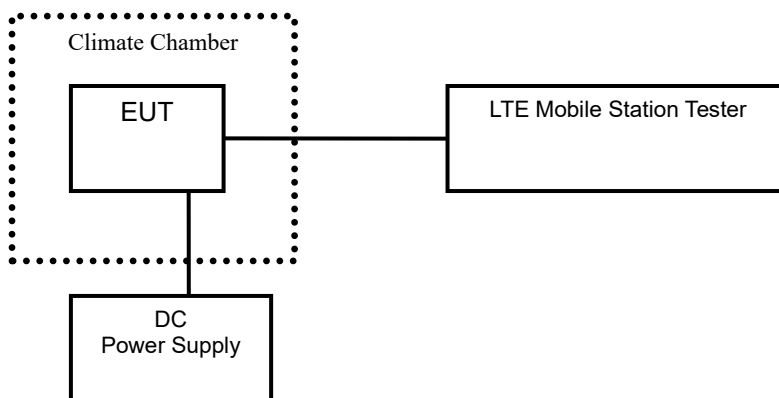 Climate Chamber
EUT
LTE Mobile Station Tester
DC
Power Supply